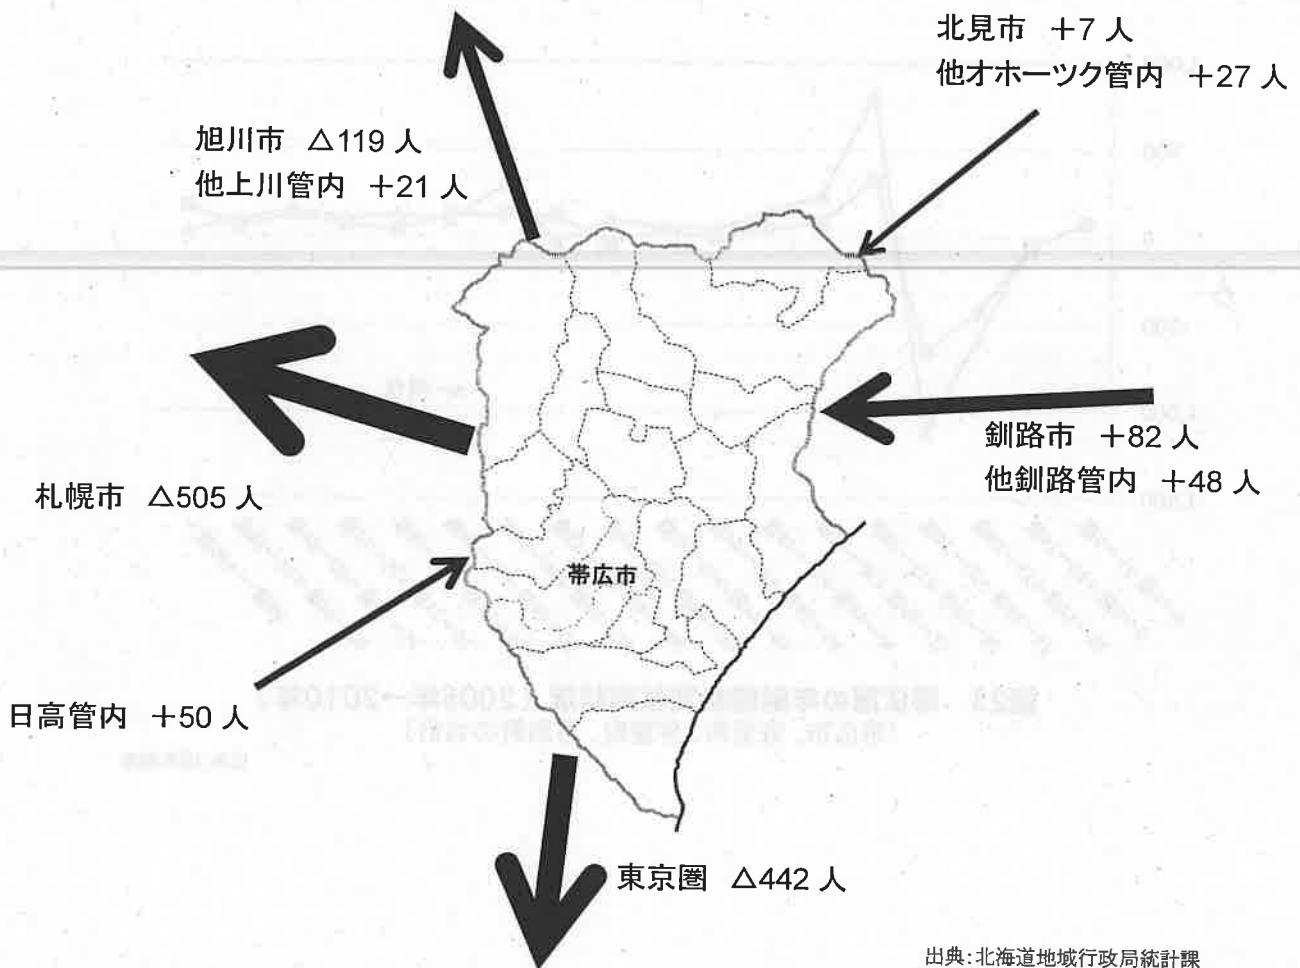 北見市 +7 人
他オホーツク管内 +27 人
旭川市 △119 人
他上川管内 +21 人
釧路市 +82 人
他釧路管内 +48 人
札幌市 △505 人
帯広市
日高管内 +50 人
東京圏 △442 人
出典:北海道地域行政局統計課